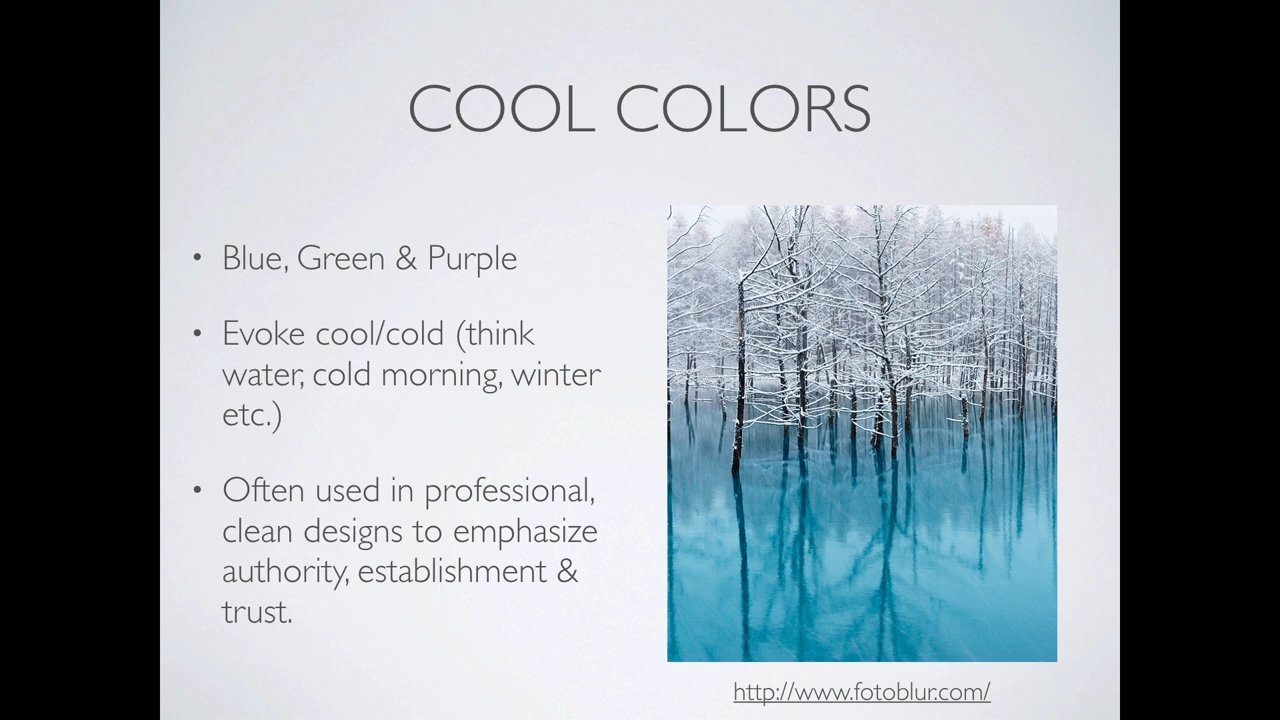 COOL COLORS
• Blue, Green & Purple
• Evoke cool/cold (think
water, cold morning, winter
etc.)
• Often used in professional,
clean designs to emphasize
authority, establishment &
trust.
http://www.fotoblur.com/